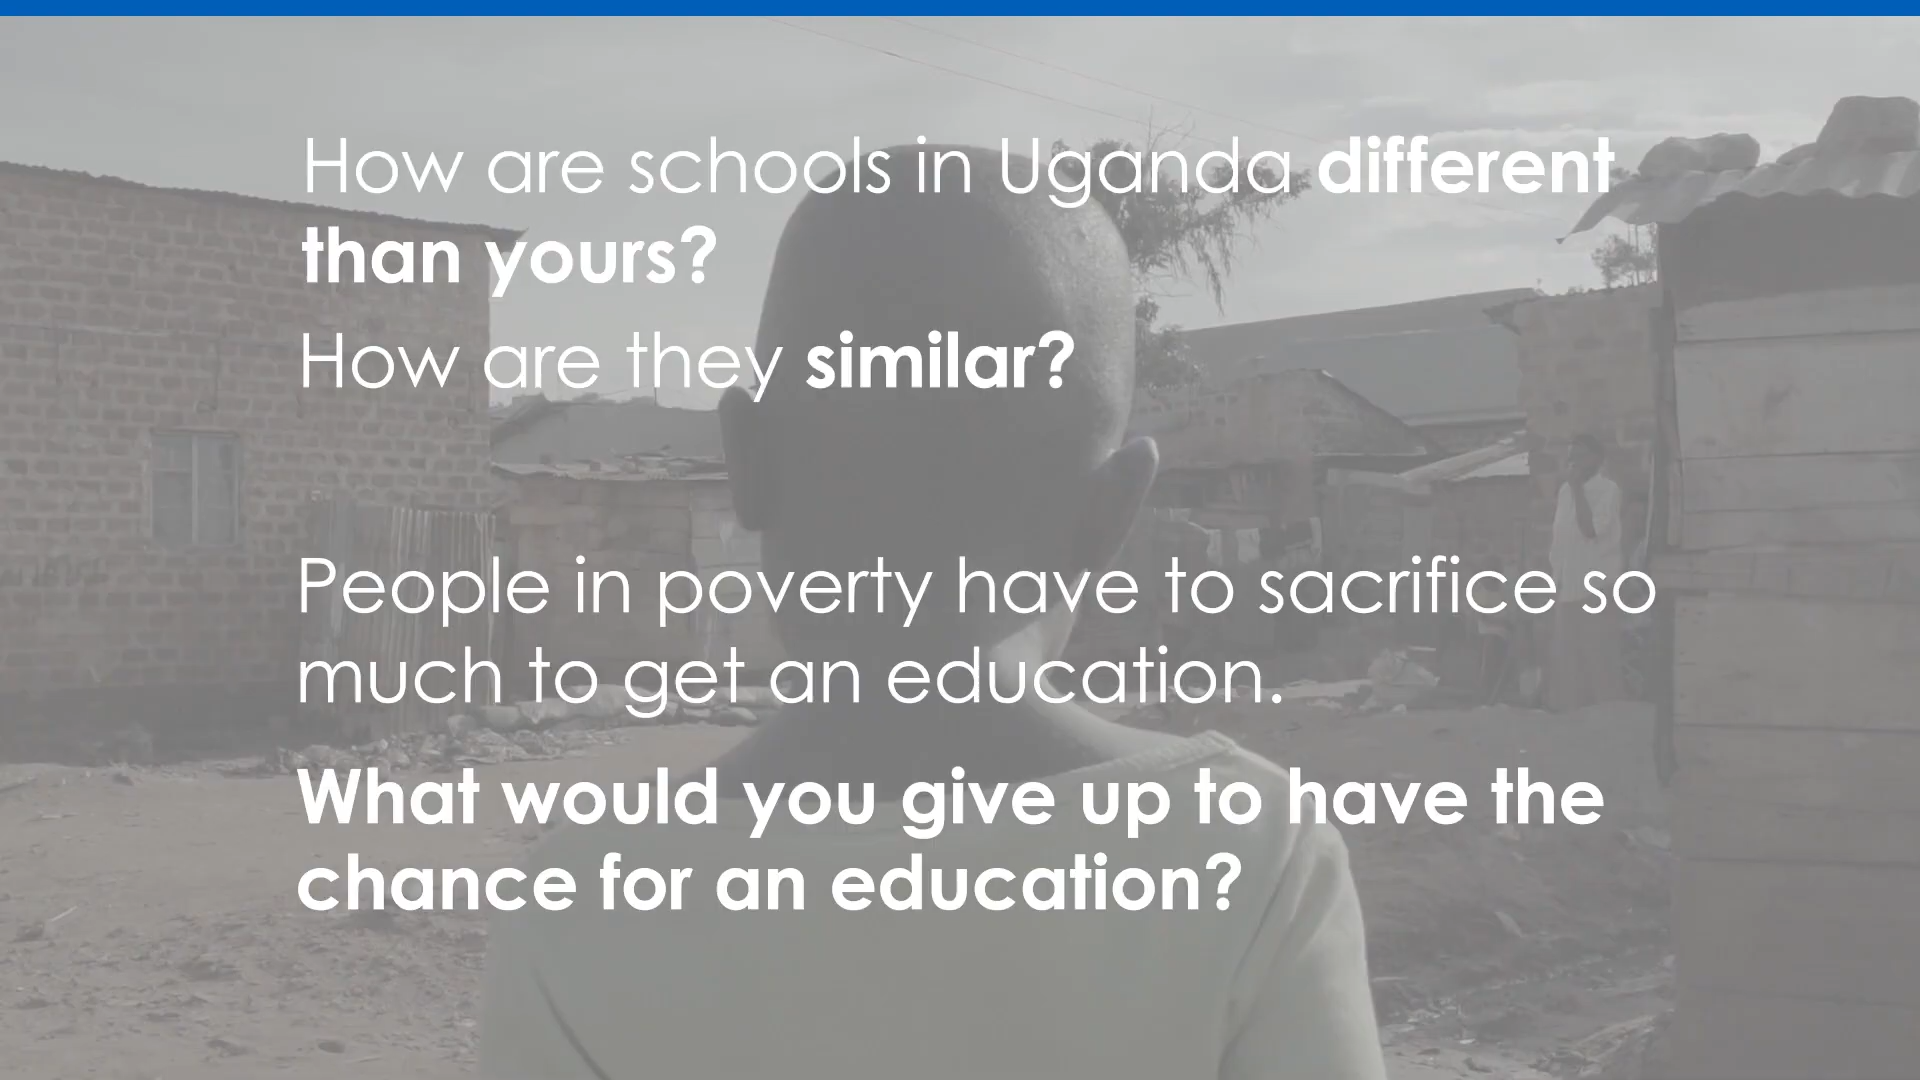 How are schools in Uganda different
than yours?
How are they similar?
People in poverty have to sacrifice so
much to get an education.
What would you give up to have the
chance for an education?